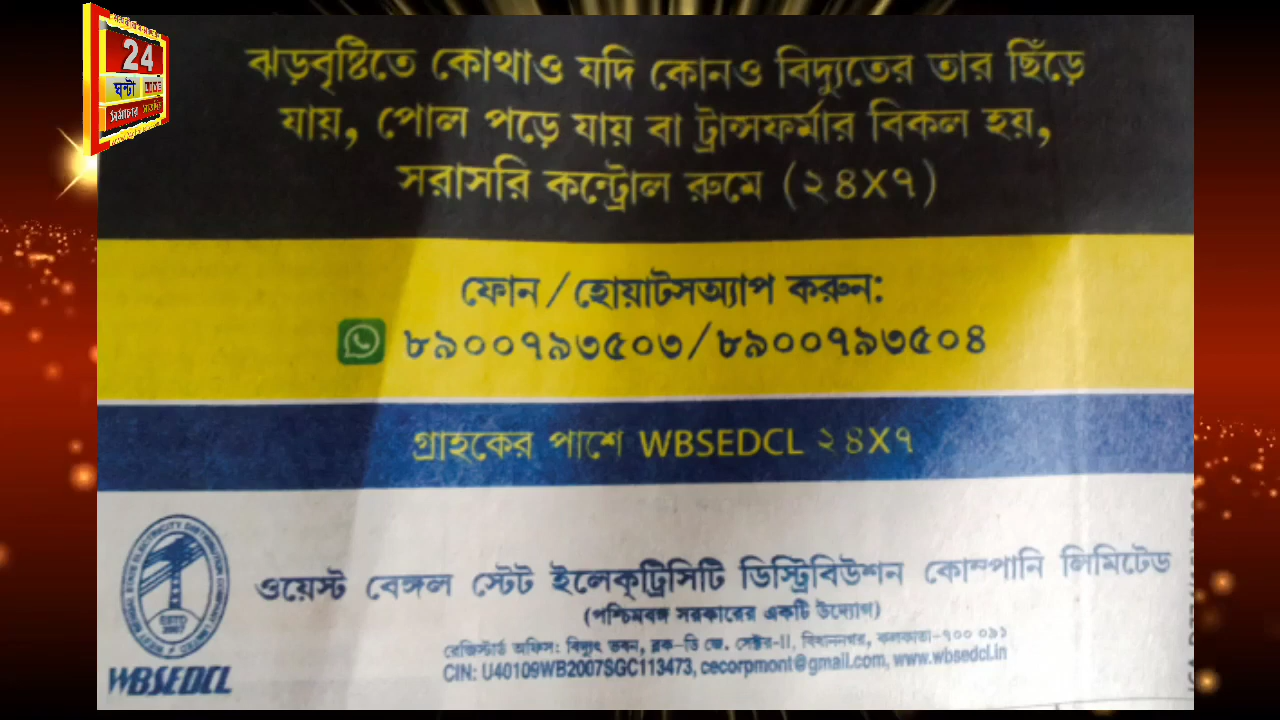 24
ঘন্টা LIVE
সমাচার
ঝড়বৃষ্টিতে কোথাও যদি কোনও বিদ্যুতের তার ছিঁড়ে
যায়, পোল পড়ে যায় বা ট্রান্সফর্মার বিকল হয়,
সরাসরি কন্ট্রোল রুমে (২৪X৭)
ফোন / হোয়াটসঅ্যাপ করুন:
৮৯০০৭৯৩৫০৩/৮৯০০৭৯৩৫০৪
গ্রাহকের পাশে WBSEDCL ২৪X৭
ওয়েস্ট বেঙ্গল স্টেট ইলেকট্রিসিটি ডিস্ট্রিবিউশন কোম্পানি লিমিটেড
(পশ্চিমবঙ্গ সরকারের একটি উদ্যোগ)
রেজিস্টার্ড অফিস: বিদ্যুৎ ভবন, ব্লক-ডি জে, সেক্টর-II, বিধাননগর, কলকাতা-৭০০ ০৯১
CIN: U40109WB2007SGC113473, cecorpmont@gmail.com, www.wbsedcl.in
WBSEDCL